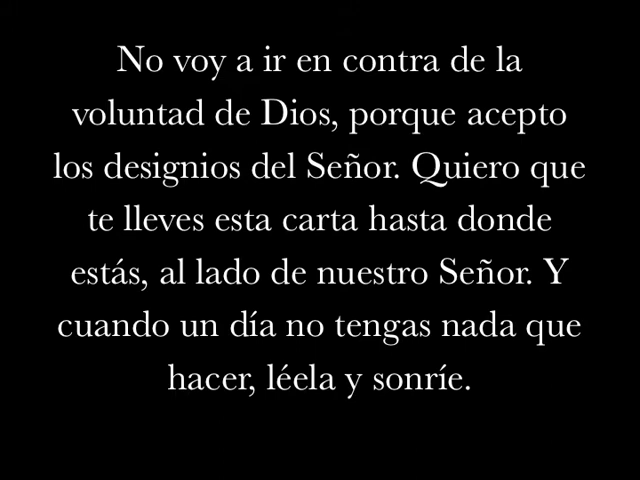 No voy a ir en contra de la
voluntad de Dios, porque acepto
los designios del Señor. Quiero que
te lleves esta carta hasta donde
estás, al lado de nuestro Señor. Y
cuando un día no tengas nada que
hacer, léela y sonríe.